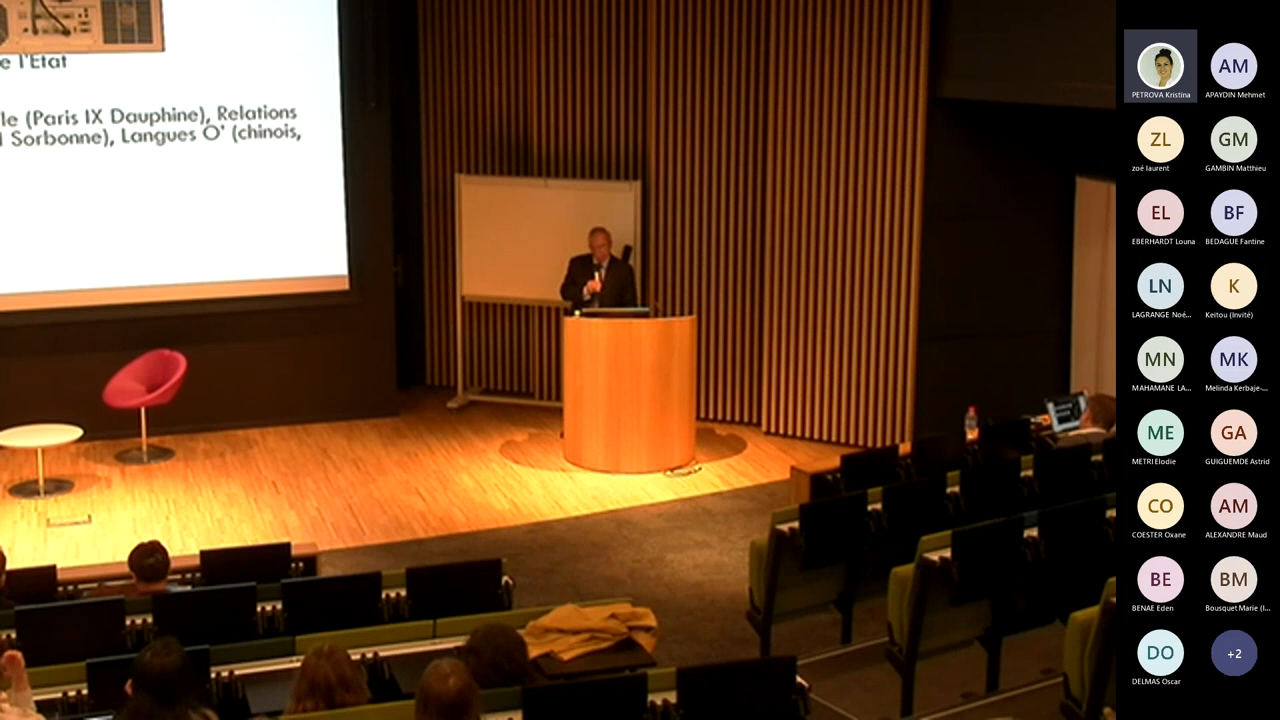 e l'Etat
le (Paris IX Dauphine), Relations
Sorbonne), Langues O' (chinois,
PETROVA Kristina
AM
APAYDIN Mehmet
ZL
zoé laurent
GM
GAMBIN Matthieu
EL
EBERHARDT Louna
BF
BEDAGUE Fantine
LN
LAGRANGE Noé...
K
Keitou (Invité)
MN
MAHAMANE LA...
MK
Melinda Kerbaje-...
ME
METRI Elodie
GA
GUIGUEMDE Astrid
CO
COESTER Oxane
AM
ALEXANDRE Maud
BE
BENAE Eden
BM
Bousquet Marie (I...
DO
DELMAS Oscar
+2